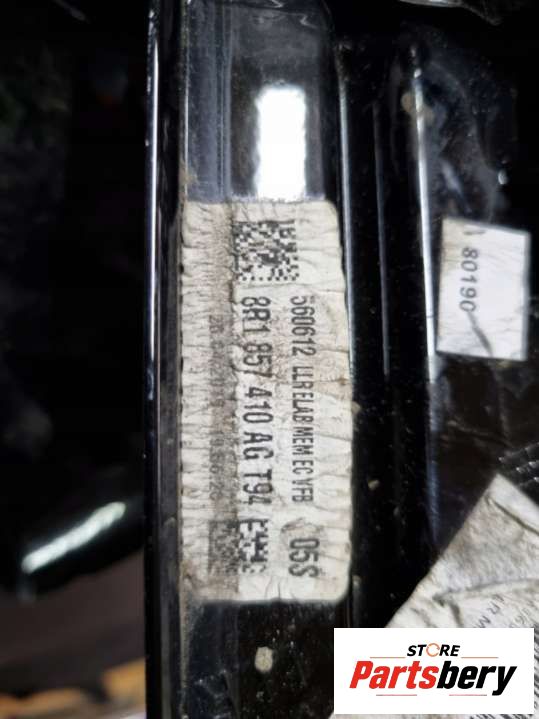 560612 LLR ELAB MEM EC VFB 05S
8R1 857 410 AG T94
80190
STORE
Partsbery